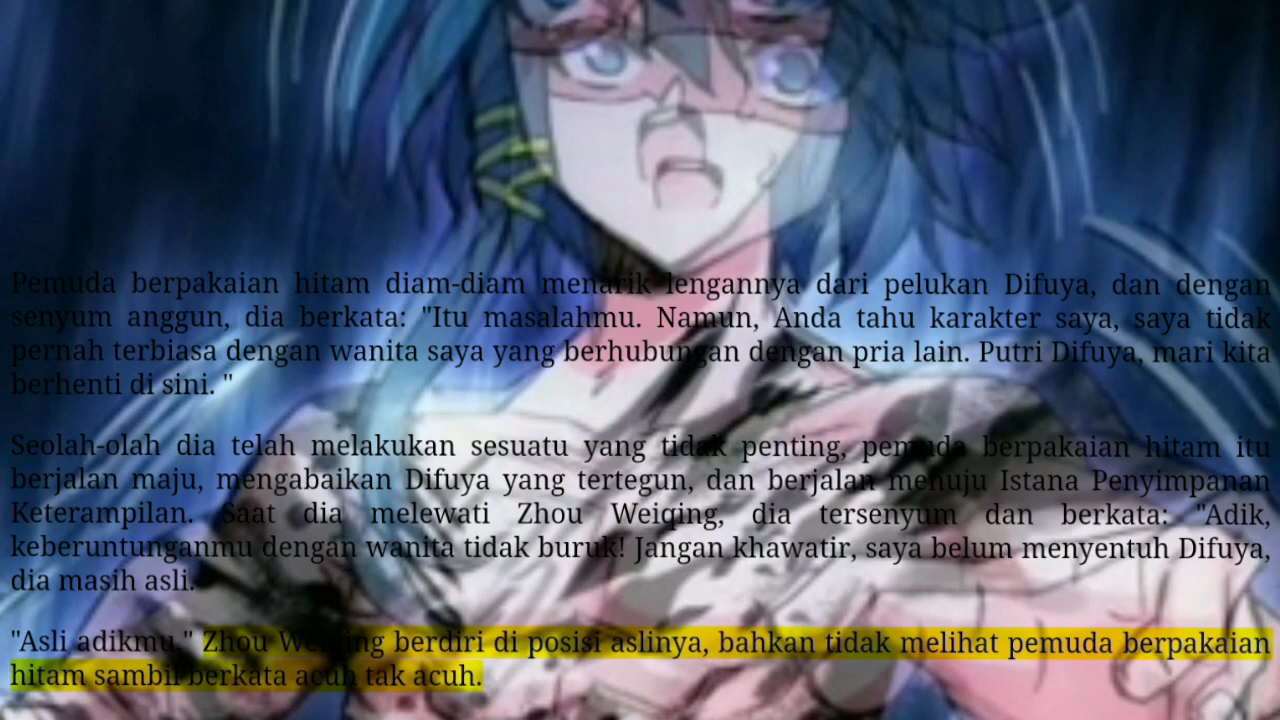 Pemuda berpakaian hitam diam-diam menarik lengannya dari pelukan Difuya, dan dengan
senyum anggun, dia berkata: "Itu masalahmu. Namun, Anda tahu karakter saya, saya tidak
pernah terbiasa dengan wanita saya yang berhubungan dengan pria lain. Putri Difuya, mari kita
berhenti di sini. "
Seolah-olah dia telah melakukan sesuatu yang tidak penting, pemuda berpakaian hitam itu
berjalan maju, mengabaikan Difuya yang tertegun, dan berjalan menuju Istana Penyimpanan
Keterampilan. Saat dia melewati Zhou Weiqing, dia tersenyum dan berkata: "Adik,
keberuntunganmu dengan wanita tidak buruk! Jangan khawatir, saya belum menyentuh Difuya,
dia masih asli."
"Asli adikmu." Zhou Weiqing berdiri di posisi aslinya, bahkan tidak melihat pemuda berpakaian
hitam sambil berkata acuh tak acuh.